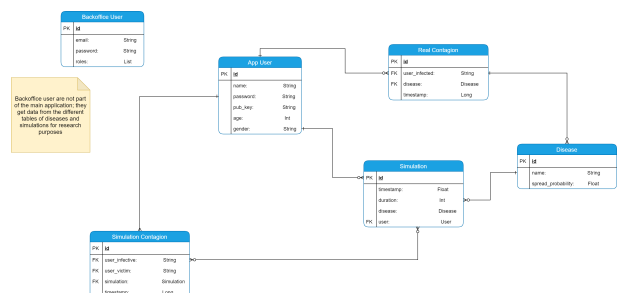 Backoffice User
PK id
email: String
password: String
roles: List
Backoffice user are not part
of the main application; they
get data from the different
tables of diseases and
simulations for research
purposes
App User
PK id
name: String
password: String
pub_key: String
age: Int
gender: String
Real Contagion
PK id
FK user_infected: String
FK disease: Disease
timestamp: Long
Disease
PK id
name: String
spread_probability: Float
Simulation
PK id
timestamp: Float
duration: Int
disease: Disease
FK user: User
Simulation Contagion
PK id
FK user_infective: String
FK user_victim: String
FK simulation: Simulation
timestamp: Long